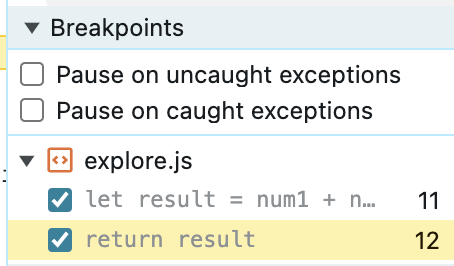 Breakpoints
Pause on uncaught exceptions
Pause on caught exceptions
explore.js
let result = num1 + n… 11
return result 12